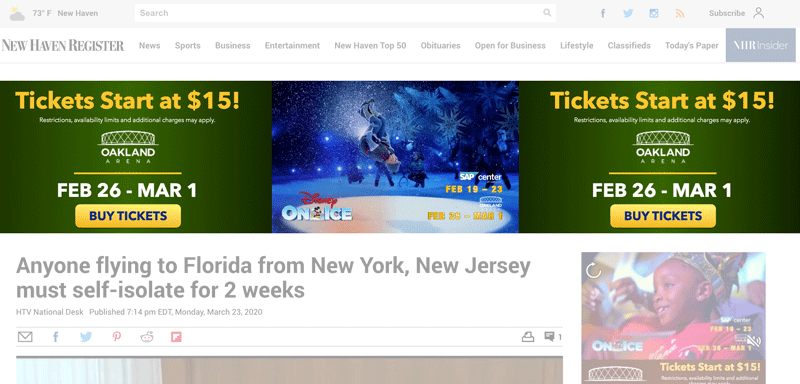 73° F New Haven
Search
Subscribe
NEW HAVEN REGISTER
News Sports Business Entertainment New Haven Top 50 Obituaries Open for Business Lifestyle Classifieds Today's Paper
NHR Insider
Tickets Start at $15!
Restrictions, availability limits and additional charges may apply.
OAKLAND
ARENA
FEB 26 - MAR 1
BUY TICKETS
Disney
ON ICE
SAP center
FEB 19 – 23
OAKLAND
FEB 26 – MAR 1
Tickets Start at $15!
Restrictions, availability limits and additional charges may apply.
OAKLAND
ARENA
FEB 26 - MAR 1
BUY TICKETS
Anyone flying to Florida from New York, New Jersey
must self-isolate for 2 weeks
HTV National Desk Published 7:14 pm EDT, Monday, March 23, 2020
1
SAP center
FEB 19 – 23
ON ICE
FEB 26 – MAR 1
Tickets Start at $15!
Restrictions, availability limits and additional charges may apply.